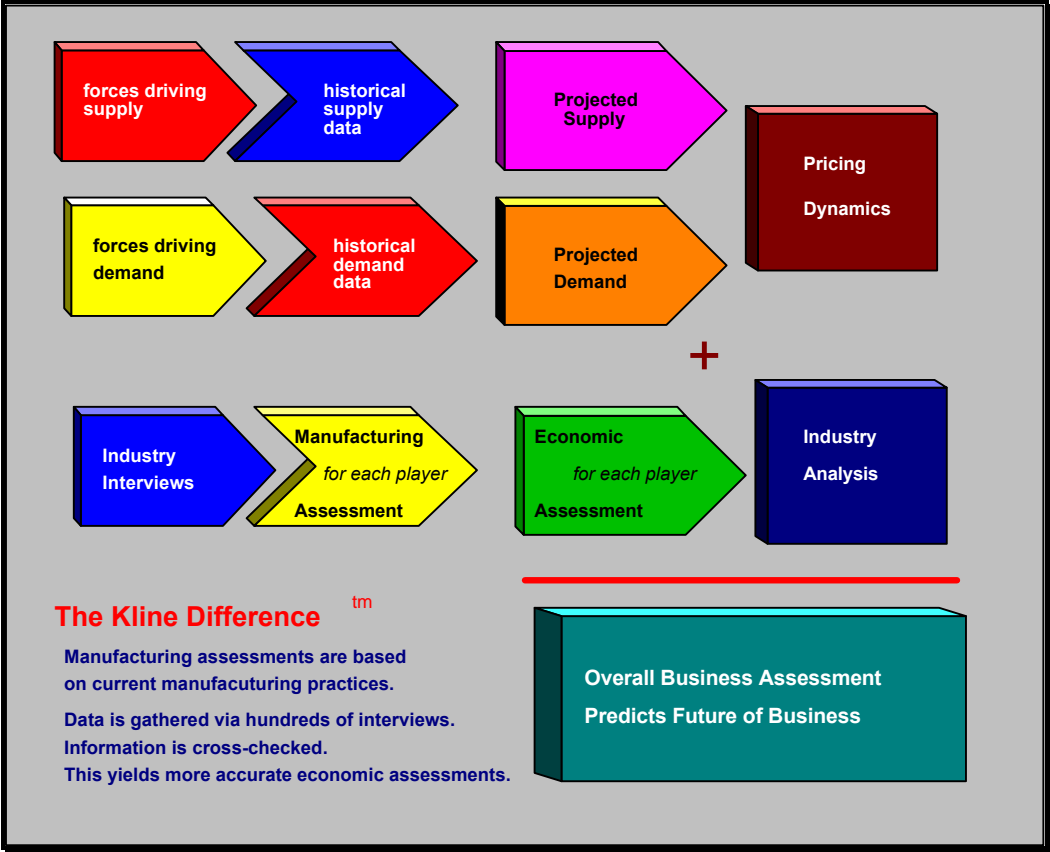 forces driving
supply
historical
supply
data
Projected
Supply
Pricing
Dynamics
forces driving
demand
historical
demand
data
Projected
Demand
+
Industry
Interviews
Manufacturing
for each player
Assessment
Economic
for each player
Assessment
Industry
Analysis
The Kline Difference tm
Manufacturing assessments are based
on current manufacuturing practices.
Data is gathered via hundreds of interviews.
Information is cross-checked.
This yields more accurate economic assessments.
Overall Business Assessment
Predicts Future of Business